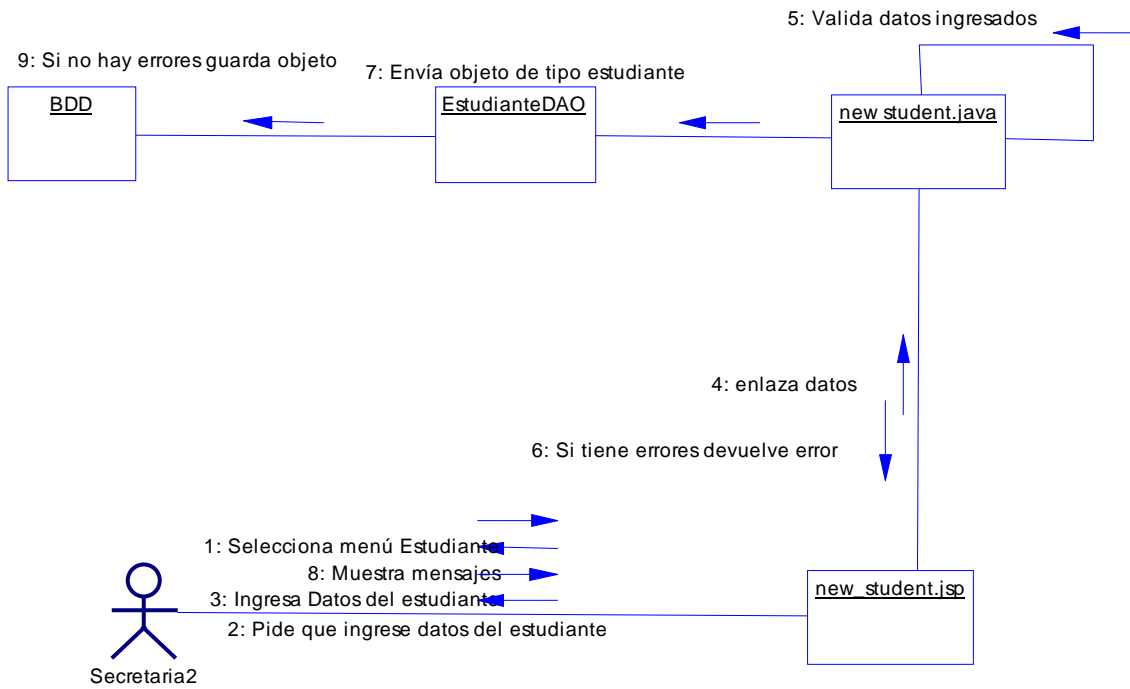 5: Valida datos ingresados
9: Si no hay errores guarda objeto
7: Envía objeto de tipo estudiante
BDD
EstudianteDAO
new student.java
4: enlaza datos
6: Si tiene errores devuelve error
1: Selecciona menú Estudiante
8: Muestra mensajes
3: Ingresa Datos del estudiante
2: Pide que ingrese datos del estudiante
new_student.jsp
Secretaria2